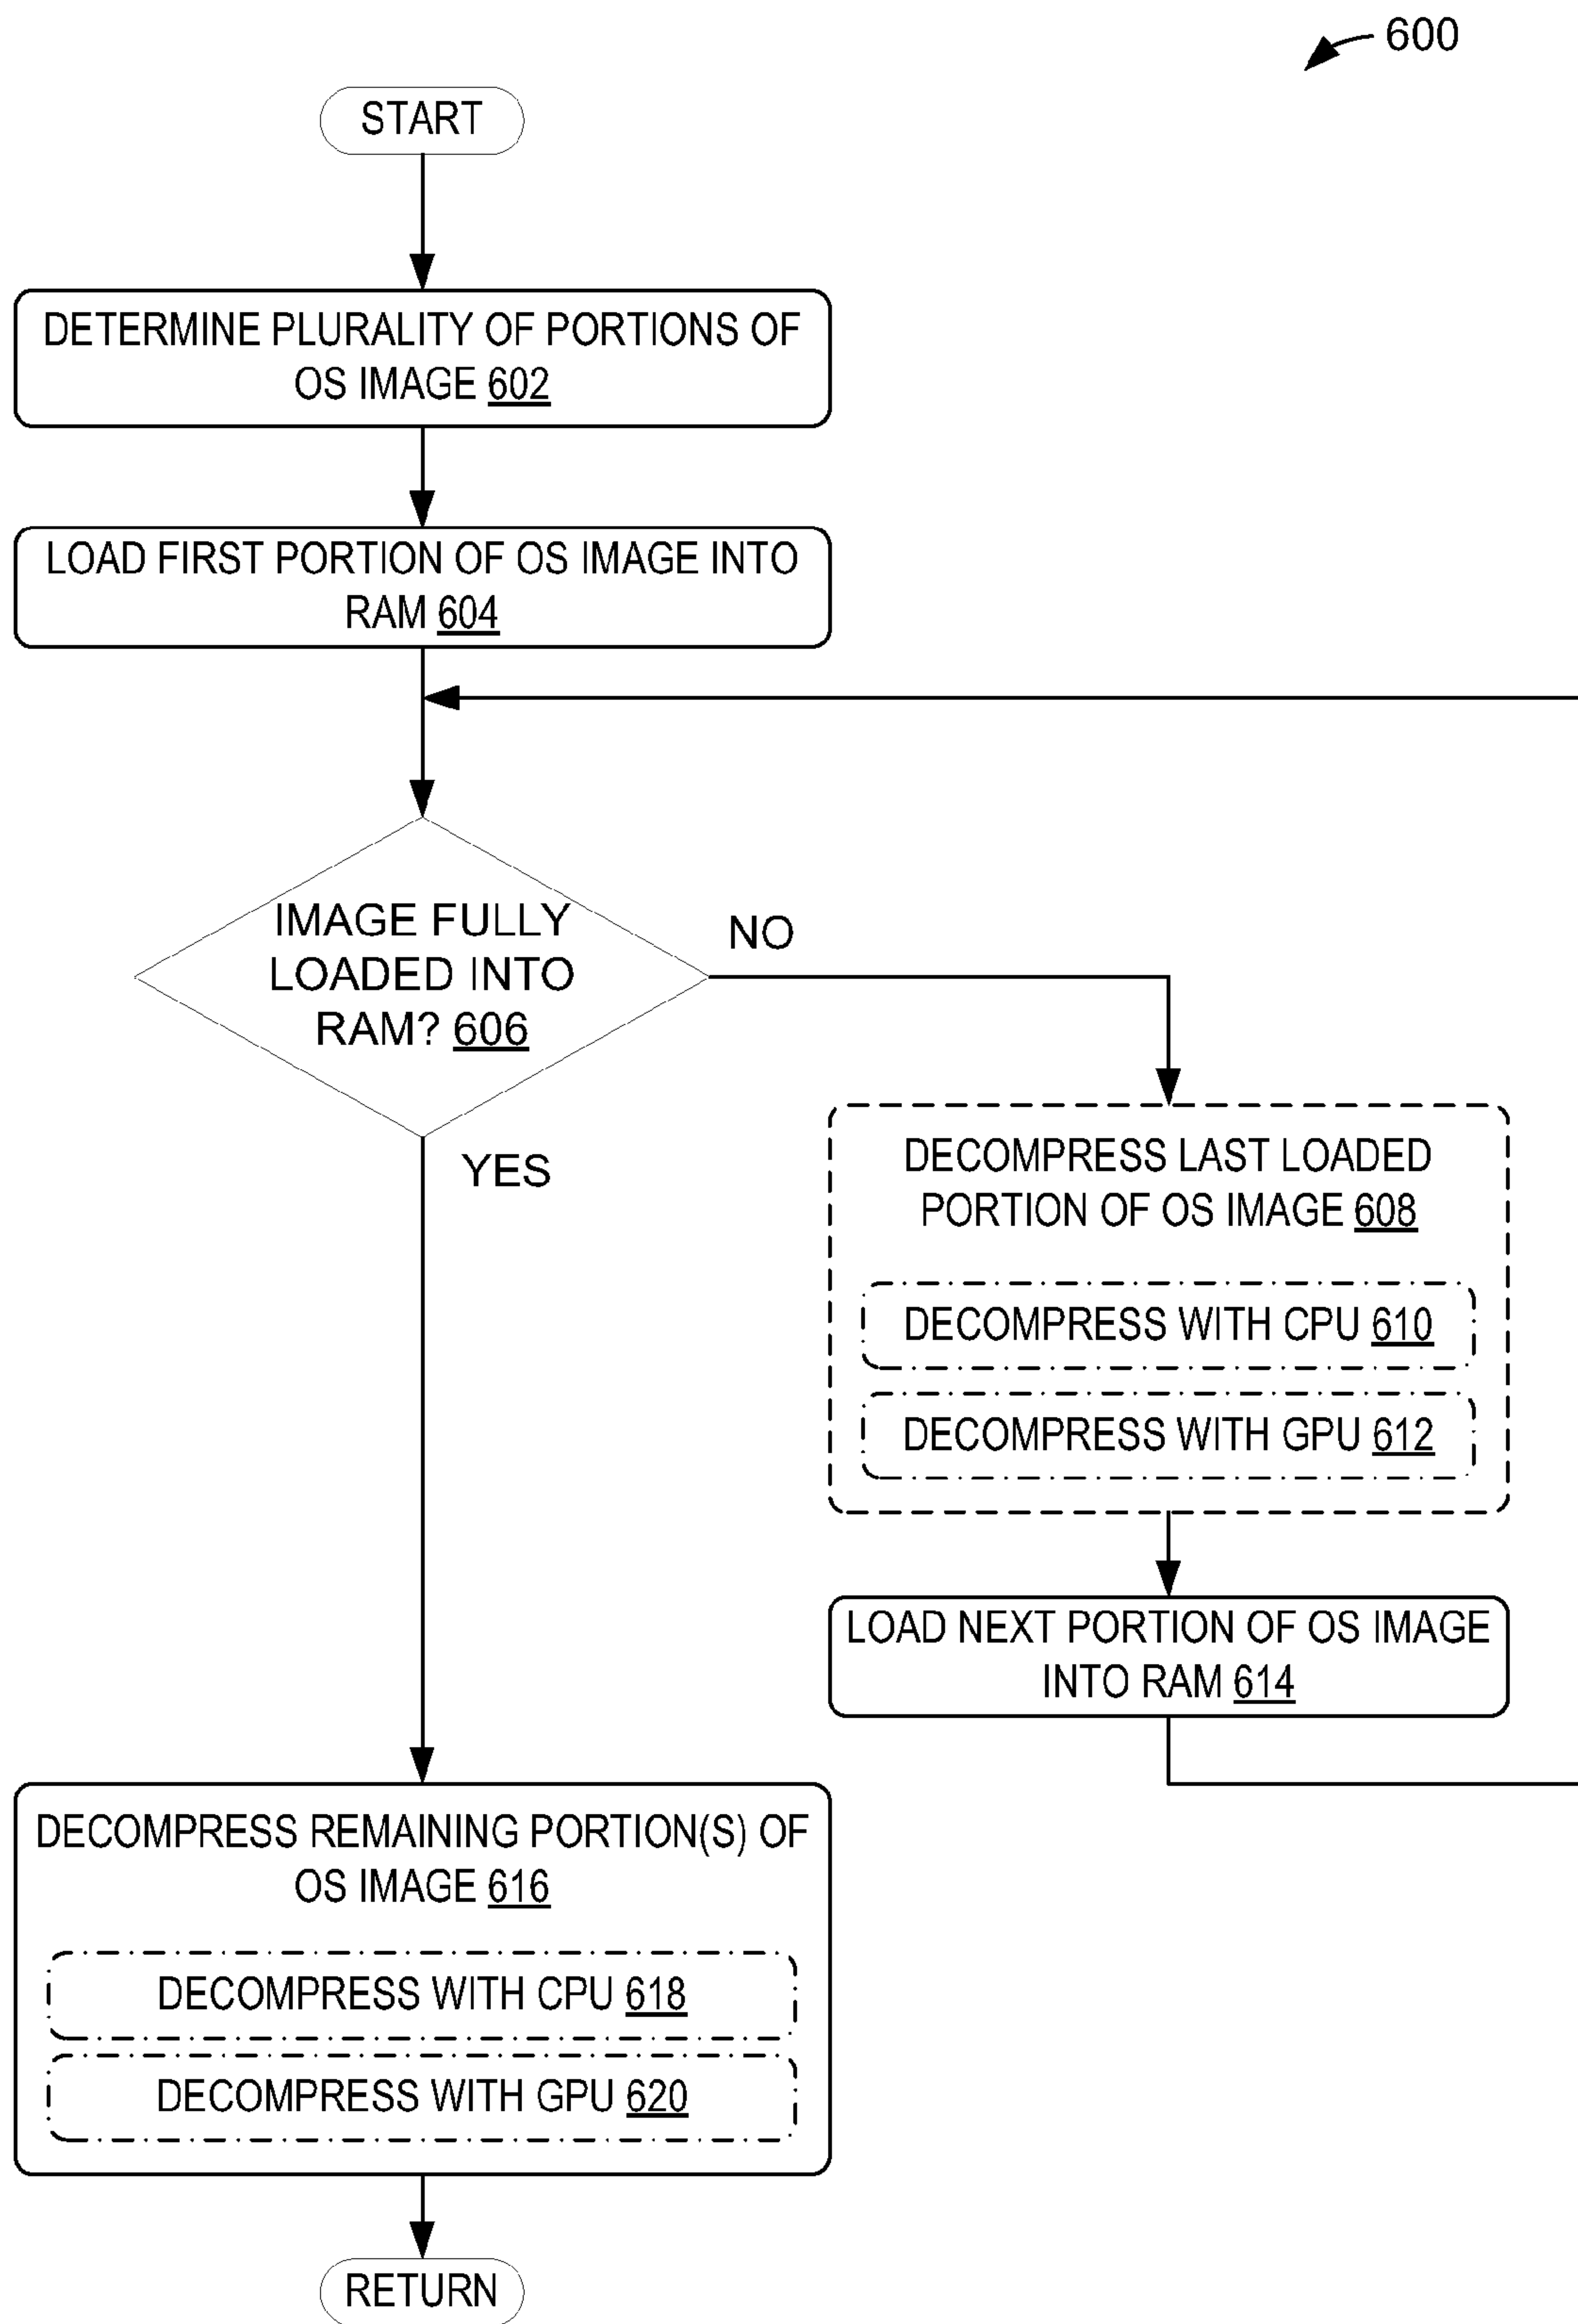 600
START
DETERMINE PLURALITY OF PORTIONS OF
OS IMAGE 602
LOAD FIRST PORTION OF OS IMAGE INTO
RAM 604
IMAGE FULLY
LOADED INTO
RAM? 606
NO
YES
DECOMPRESS LAST LOADED
PORTION OF OS IMAGE 608
DECOMPRESS WITH CPU 610
DECOMPRESS WITH GPU 612
LOAD NEXT PORTION OF OS IMAGE
INTO RAM 614
DECOMPRESS REMAINING PORTION(S) OF
OS IMAGE 616
DECOMPRESS WITH CPU 618
DECOMPRESS WITH GPU 620
RETURN